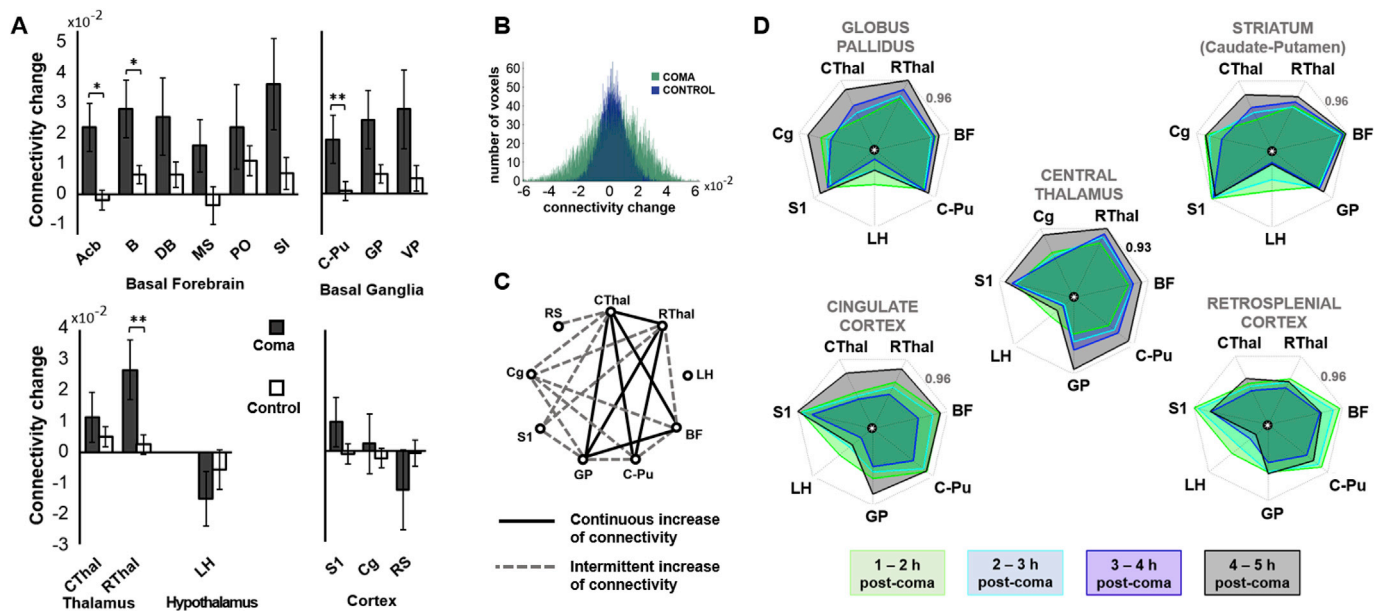 A
x10⁻²
5
4
3
2
1
0
-1
Connectivity change
*
*
**
Acb
B
DB
MS
PO
SI
C-Pu
GP
VP
Basal Forebrain
Basal Ganglia
x10⁻²
4
3
2
1
0
-1
-2
-3
Connectivity change
**
Coma
Control
CThal
RThal
LH
S1
Cg
RS
Thalamus
Hypothalamus
Cortex
B
number of voxels
60
50
40
30
20
10
0
COMA
CONTROL
-6
-4
-2
0
2
4
6
x10⁻²
connectivity change
C
CThal
RS
RThal
Cg
LH
S1
BF
GP
C-Pu
Continuous increase
of connectivity
Intermittent increase
of connectivity
D
GLOBUS
PALLIDUS
CThal
RThal
0.96
Cg
BF
S1
C-Pu
LH
STRIATUM
(Caudate-Putamen)
CThal
RThal
0.96
Cg
BF
S1
GP
LH
CENTRAL
THALAMUS
Cg
RThal
0.93
S1
BF
LH
C-Pu
GP
CINGULATE
CORTEX
CThal
RThal
0.96
S1
BF
LH
C-Pu
GP
RETROSPLENIAL
CORTEX
CThal
RThal
0.96
S1
BF
LH
C-Pu
GP
1 – 2 h
post-coma
2 – 3 h
post-coma
3 – 4 h
post-coma
4 – 5 h
post-coma